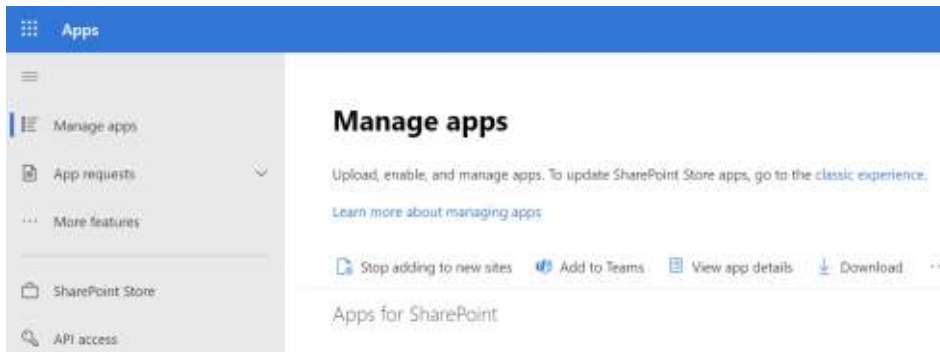 Apps
Manage apps
App requests
More features
SharePoint Store
API access
Manage apps
Upload, enable, and manage apps. To update SharePoint Store apps, go to the classic experience.
Learn more about managing apps
Stop adding to new sites Add to Teams View app details Download ...
Apps for SharePoint